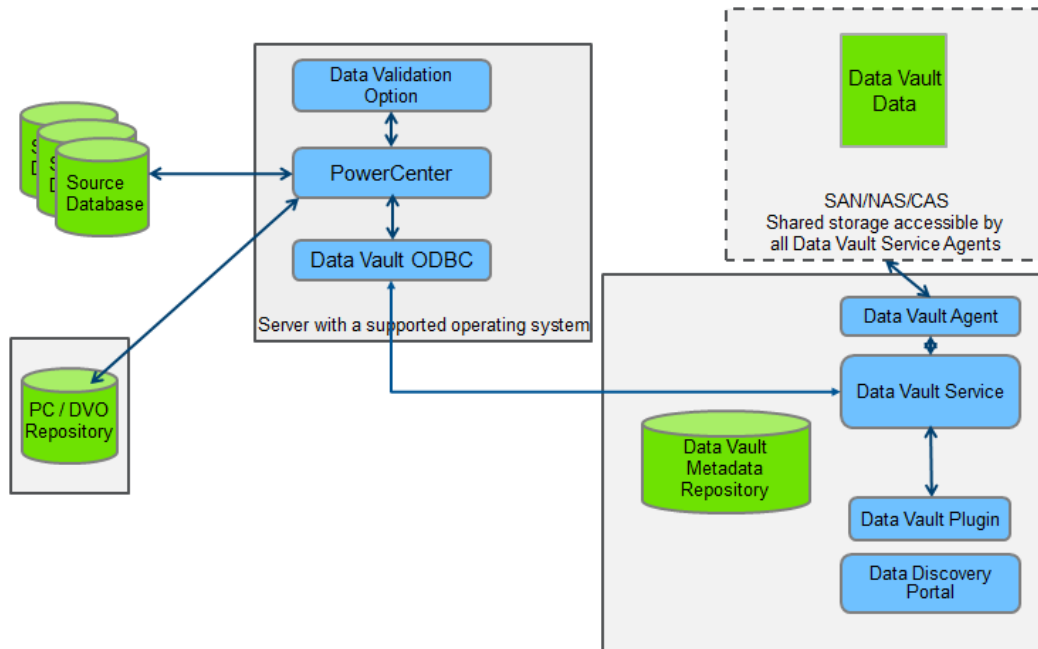 Data Validation
Option
PowerCenter
Data Vault ODBC
Server with a supported operating system
S
D
S
D
Source
Database
PC / DVO
Repository
Data Vault
Data
SAN/NAS/CAS
Shared storage accessible by
all Data Vault Service Agents
Data Vault Agent
Data Vault Service
Data Vault
Metadata
Repository
Data Vault Plugin
Data Discovery
Portal